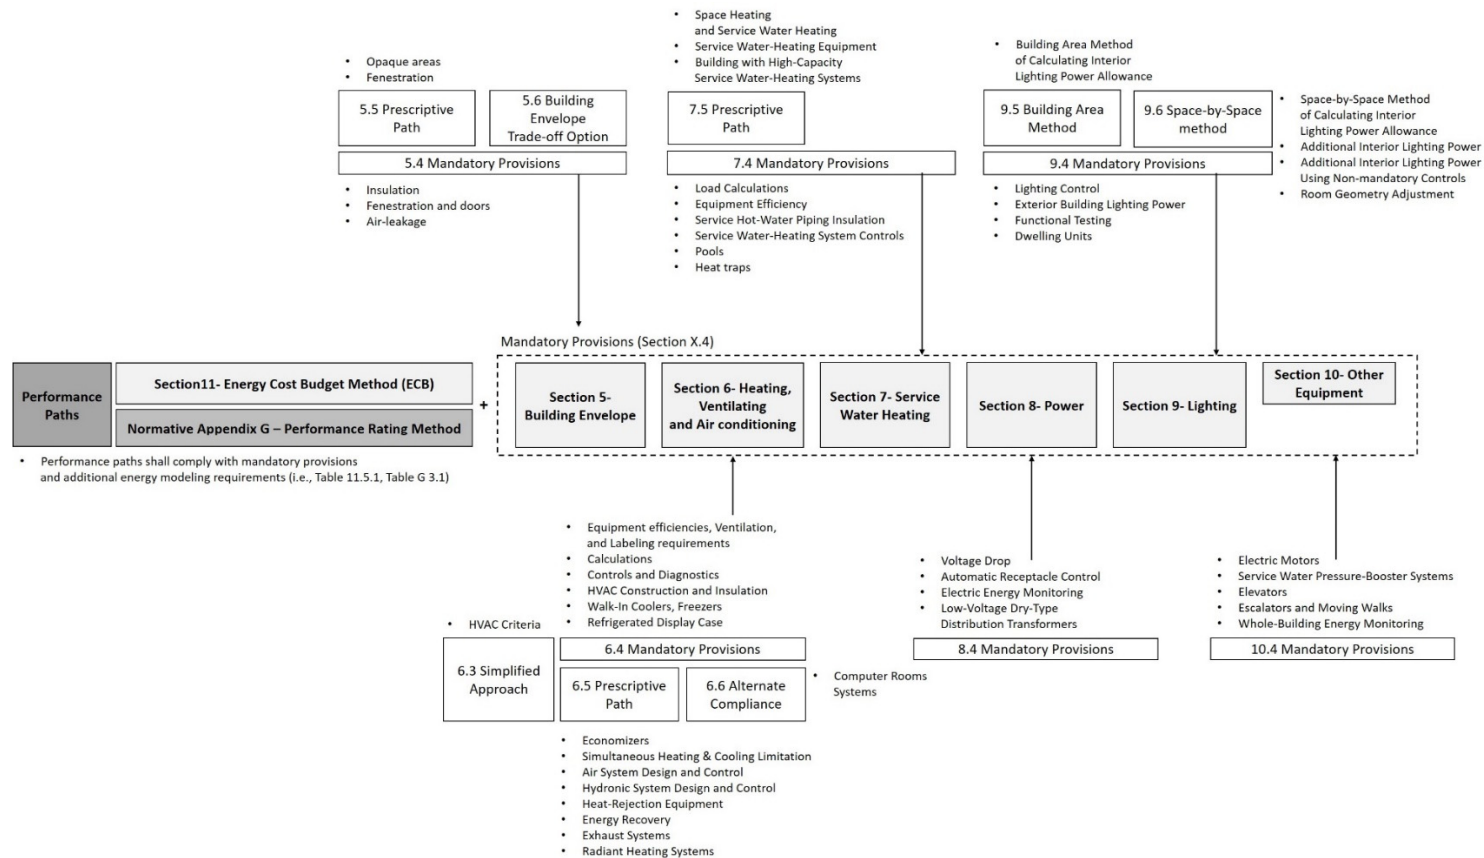 • Opaque areas
• Fenestration
5.5 Prescriptive
Path
5.6 Building
Envelope
Trade-off Option
5.4 Mandatory Provisions
• Insulation
• Fenestration and doors
• Air-leakage
• Space Heating
and Service Water Heating
• Service Water-Heating Equipment
• Building with High-Capacity
Service Water-Heating Systems
7.5 Prescriptive
Path
7.4 Mandatory Provisions
• Load Calculations
• Equipment Efficiency
• Service Hot-Water Piping Insulation
• Service Water-Heating System Controls
• Pools
• Heat traps
• Building Area Method
of Calculating Interior
Lighting Power Allowance
9.5 Building Area
Method
9.6 Space-by-Space
method
9.4 Mandatory Provisions
• Lighting Control
• Exterior Building Lighting Power
• Functional Testing
• Dwelling Units
• Space-by-Space Method
of Calculating Interior
Lighting Power Allowance
• Additional Interior Lighting Power
• Additional Interior Lighting Power
Using Non-mandatory Controls
• Room Geometry Adjustment
Mandatory Provisions (Section X.4)
Performance
Paths
Section11- Energy Cost Budget Method (ECB)
Normative Appendix G – Performance Rating Method
+
Section 5-
Building Envelope
Section 6- Heating,
Ventilating
and Air conditioning
Section 7- Service
Water Heating
Section 8- Power
Section 9- Lighting
Section 10- Other
Equipment
• Performance paths shall comply with mandatory provisions
and additional energy modeling requirements (i.e., Table 11.5.1, Table G 3.1)
• Equipment efficiencies, Ventilation,
and Labeling requirements
• Calculations
• Controls and Diagnostics
• HVAC Construction and Insulation
• Walk-In Coolers, Freezers
• Refrigerated Display Case
• HVAC Criteria
6.3 Simplified
Approach
6.4 Mandatory Provisions
6.5 Prescriptive
Path
6.6 Alternate
Compliance
• Computer Rooms
Systems
• Economizers
• Simultaneous Heating & Cooling Limitation
• Air System Design and Control
• Hydronic System Design and Control
• Heat-Rejection Equipment
• Energy Recovery
• Exhaust Systems
• Radiant Heating Systems
• Voltage Drop
• Automatic Receptacle Control
• Electric Energy Monitoring
• Low-Voltage Dry-Type
Distribution Transformers
8.4 Mandatory Provisions
• Electric Motors
• Service Water Pressure-Booster Systems
• Elevators
• Escalators and Moving Walks
• Whole-Building Energy Monitoring
10.4 Mandatory Provisions